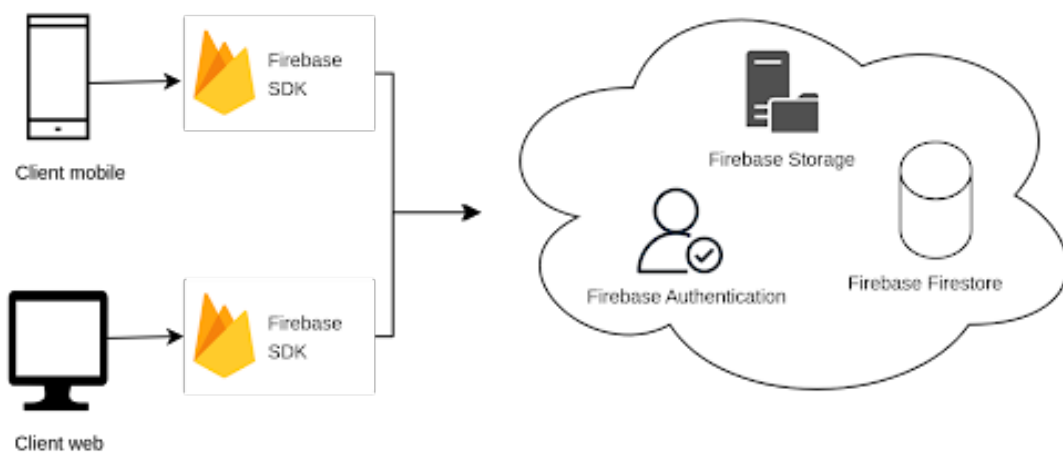 Firebase
SDK
Client mobile
Firebase Storage
Firebase Authentication
Firebase Firestore
Firebase
SDK
Client web